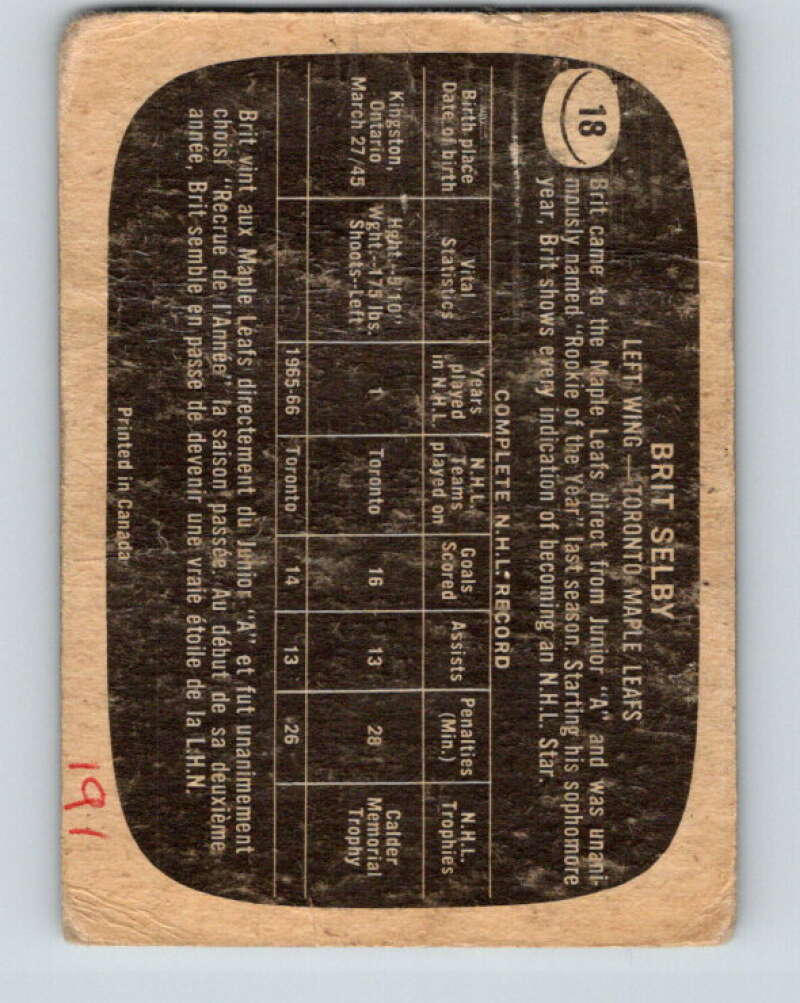 18
BRIT SELBY
LEFT WING — TORONTO MAPLE LEAFS
Brit came to the Maple Leafs direct from Junior "A" and was unani-
mously named "Rookie of the Year" last season. Starting his sophomore
year, Brit shows every indication of becoming an N.H.L. Star.
COMPLETE N.H.L. RECORD
Birth place Date of birth | Vital Statistics | Years played in N.H.L. | N.H.L. Teams played on | Goals Scored | Assists | Penalties (Min.) | N.H.L. Trophies
Kingston, Ontario March 27/45 | Hght.--5'10" Wght.--175 lbs. Shoots--Left | 1 | Toronto | 16 | 13 | 28 | Calder Memorial Trophy
1965-66 | Toronto | 14 | 13 | 26
Brit vint aux Maple Leafs directement du Junior "A" et fut unanimement
choisi "Recrue de l'Année" la saison passée. Au début de sa deuxième
année, Brit semble en passe de devenir une vraie étoile de la L.H.N.
Printed in Canada
191